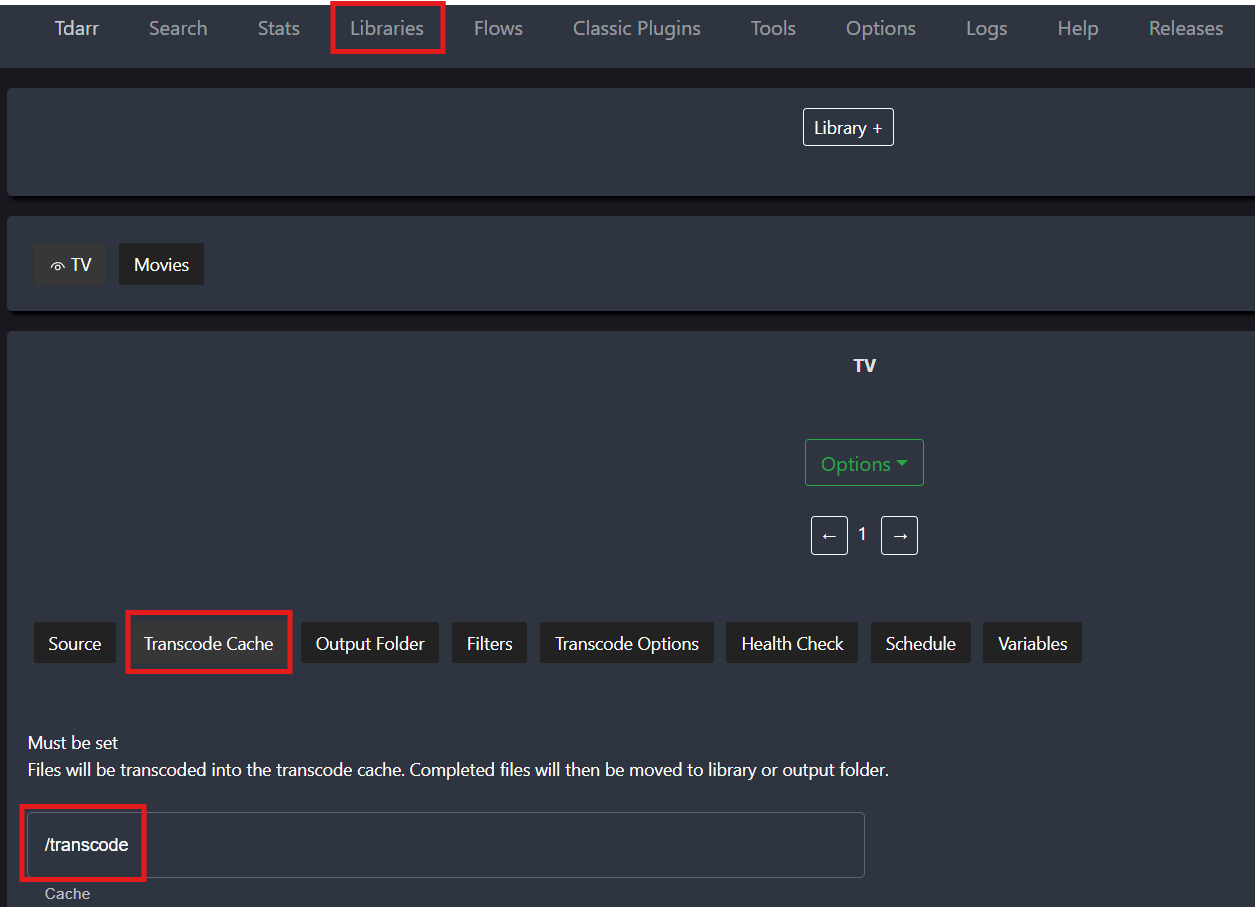 Tdarr Search Stats Libraries Flows Classic Plugins Tools Options Logs Help Releases
Library +
TV Movies
TV
Options
← 1 →
Source Transcode Cache Output Folder Filters Transcode Options Health Check Schedule Variables
Must be set
Files will be transcoded into the transcode cache. Completed files will then be moved to library or output folder.
/transcode
Cache